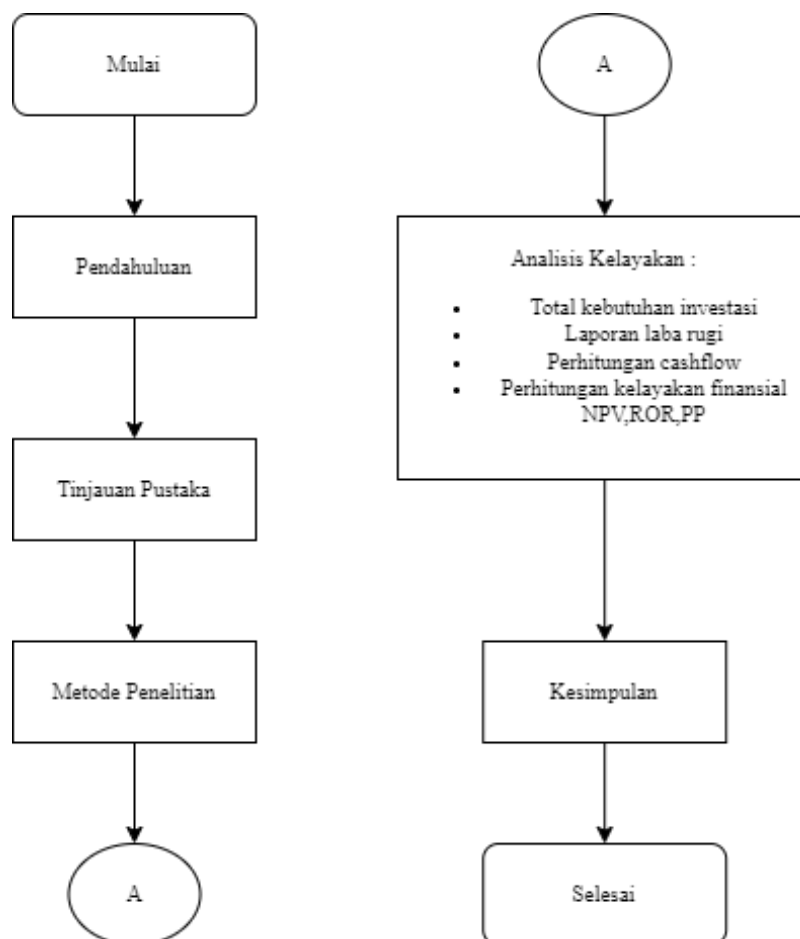 Mulai
Pendahuluan
Tinjauan Pustaka
Metode Penelitian
A
A
Analisis Kelayakan :
• Total kebutuhan investasi
• Laporan laba rugi
• Perhitungan cashflow
• Perhitungan kelayakan finansial
NPV,ROR,PP
Kesimpulan
Selesai